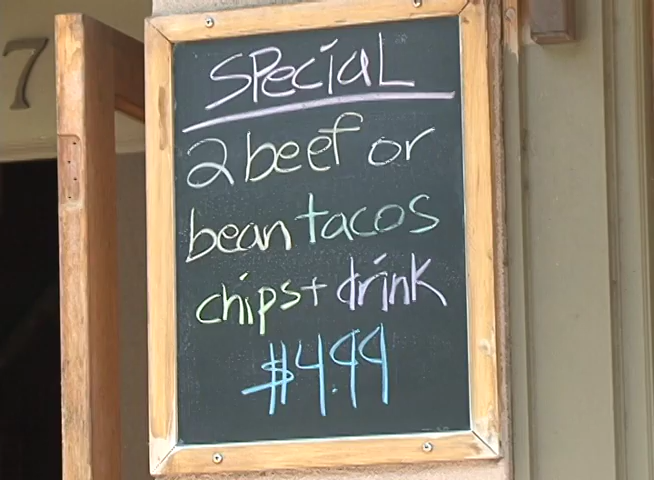 7
SPecial
2 beef or
bean tacos
chips + drink
$4.99